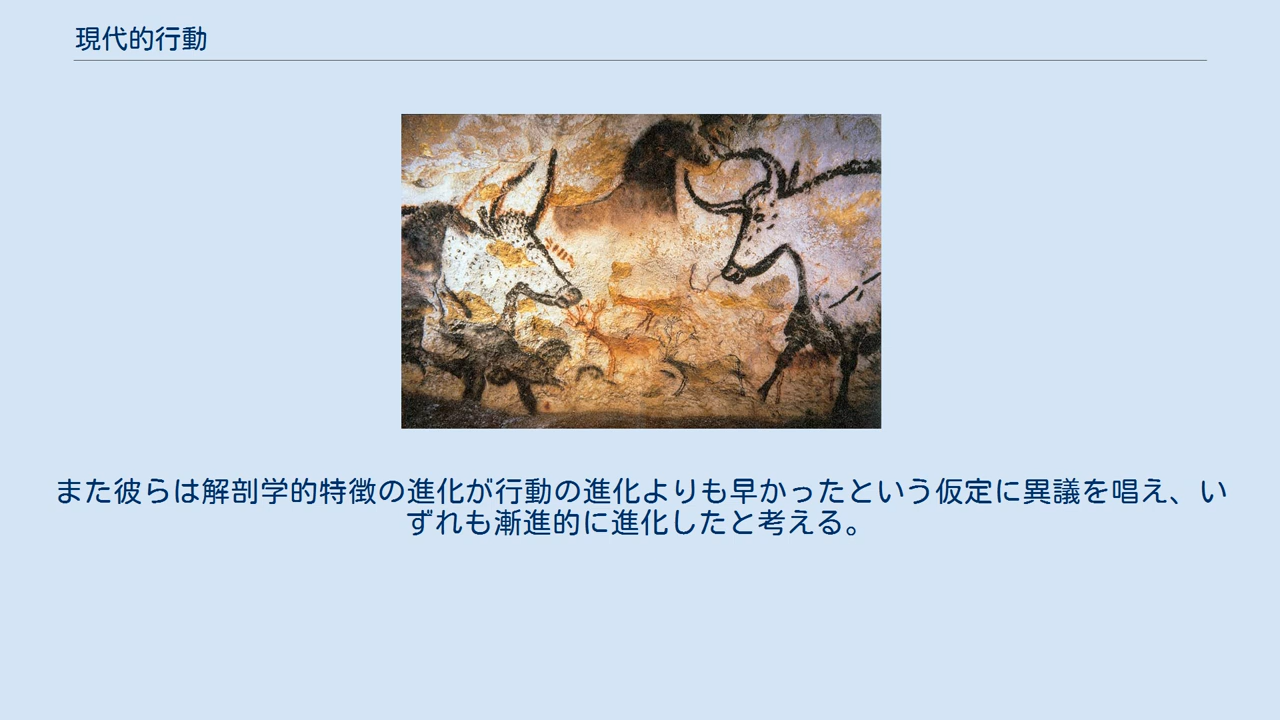 現代的行動
また彼らは解剖学的特徴の進化が行動の進化よりも早かったという仮定に異議を唱え、い
ずれも漸進的に進化したと考える。